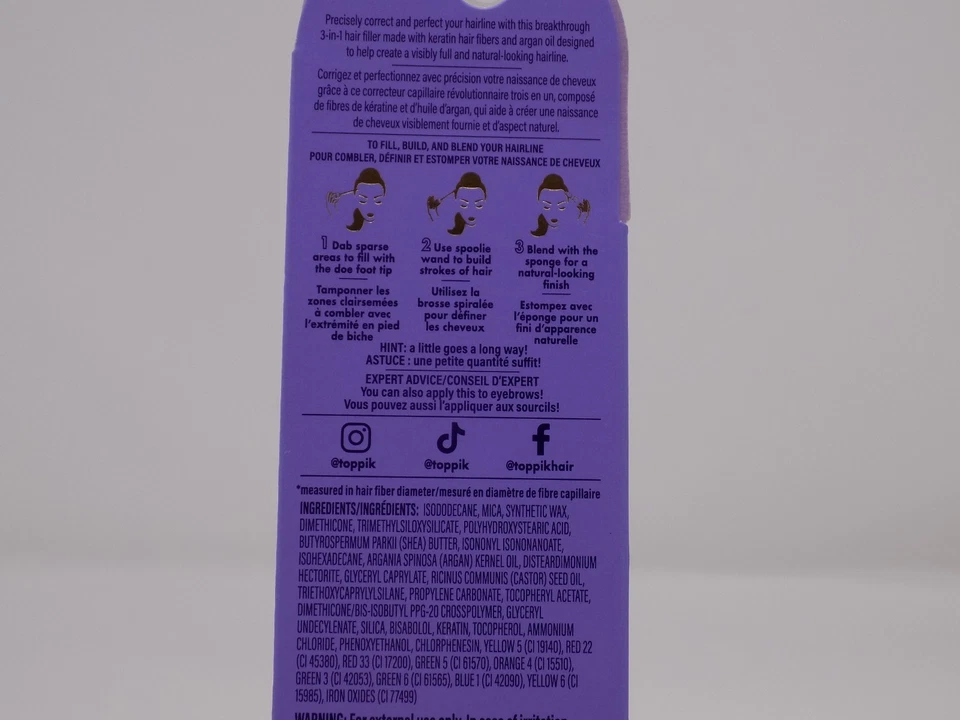 Precisely correct and perfect your hairline with this breakthrough
3-in-1 hair filler made with keratin hair fibers and argan oil designed
to help create a visibly full and natural-looking hairline.
Corrigez et perfectionnez avec précision votre naissance de cheveux
grâce à ce correcteur capillaire révolutionnaire trois en un, composé
de fibres de kératine et d'huile d'argan, qui aide à créer une naissance
de cheveux visiblement fournie et d'aspect naturel.
TO FILL, BUILD, AND BLEND YOUR HAIRLINE
POUR COMBLER, DÉFINIR ET ESTOMPER VOTRE NAISSANCE DE CHEVEUX
1 Dab sparse
areas to fill with
the doe foot tip
Tamponner les
zones clairsemées
à combler avec
l'extrémité en pied
de biche
2 Use spoolie
wand to build
strokes of hair
Utilisez la
brosse spiralée
pour définer
les cheveux
3 Blend with the
sponge for a
natural-looking
finish
Estompez avec
l'éponge pour un
fini d'apparence
naturelle
HINT: a little goes a long way!
ASTUCE : une petite quantité suffit!
EXPERT ADVICE/CONSEIL D'EXPERT
You can also apply this to eyebrows!
Vous pouvez aussi l'appliquer aux sourcils!
@toppik
@toppik
@toppikhair
*measured in hair fiber diameter/mesuré en diamètre de fibre capillaire
INGREDIENTS/INGRÉDIENTS: ISODODECANE, MICA, SYNTHETIC WAX,
DIMETHICONE, TRIMETHYLSILOXYSILICATE, POLYHYDROXYSTEARIC ACID,
BUTYROSPERMUM PARKII (SHEA) BUTTER, ISONONYL ISONONANOATE,
ISOHEXADECANE, ARGANIA SPINOSA (ARGAN) KERNEL OIL, DISTEARDIMONIUM
HECTORITE, GLYCERYL CAPRYLATE, RICINUS COMMUNIS (CASTOR) SEED OIL,
TRIETHOXYCAPRYLYLSILANE, PROPYLENE CARBONATE, TOCOPHERYL ACETATE,
DIMETHICONE/BIS-ISOBUTYL PPG-20 CROSSPOLYMER, GLYCERYL
UNDECYLENATE, SILICA, BISABOLOL, KERATIN, TOCOPHEROL, AMMONIUM
CHLORIDE, PHENOXYETHANOL, CHLORPHENESIN, YELLOW 5 (CI 19140), RED 22
(CI 45380), RED 33 (CI 17200), GREEN 5 (CI 61570), ORANGE 4 (CI 15510),
GREEN 3 (CI 42053), GREEN 6 (CI 61565), BLUE 1 (CI 42090), YELLOW 6 (CI
15985), IRON OXIDES (CI 77499)
WARNING: For external use only. In case of irritation,